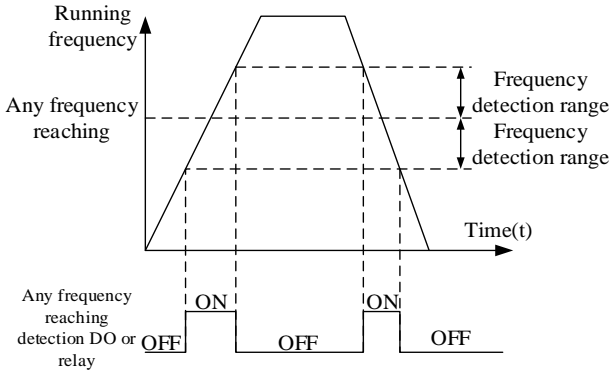 Running
frequency
Any frequency
reaching
Frequency
detection range
Frequency
detection range
Time(t)
Any frequency
reaching
detection DO or
relay
OFF
ON
OFF
ON
OFF